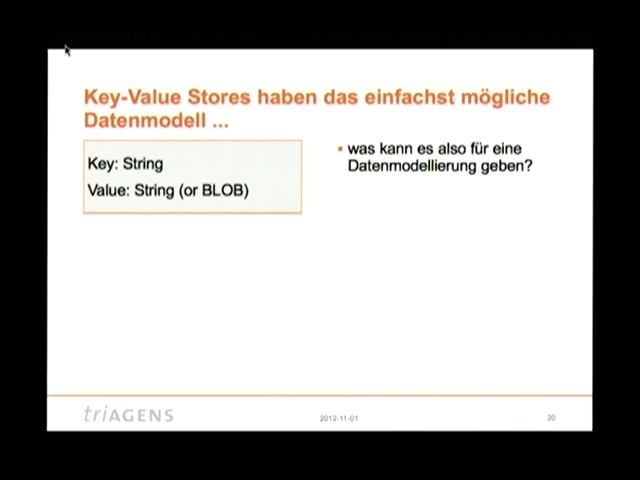 Key-Value Stores haben das einfachst mögliche
Datenmodell ...
Key: String
Value: String (or BLOB)
▪ was kann es also für eine
Datenmodellierung geben?
triAGENS
2012-11-01
20